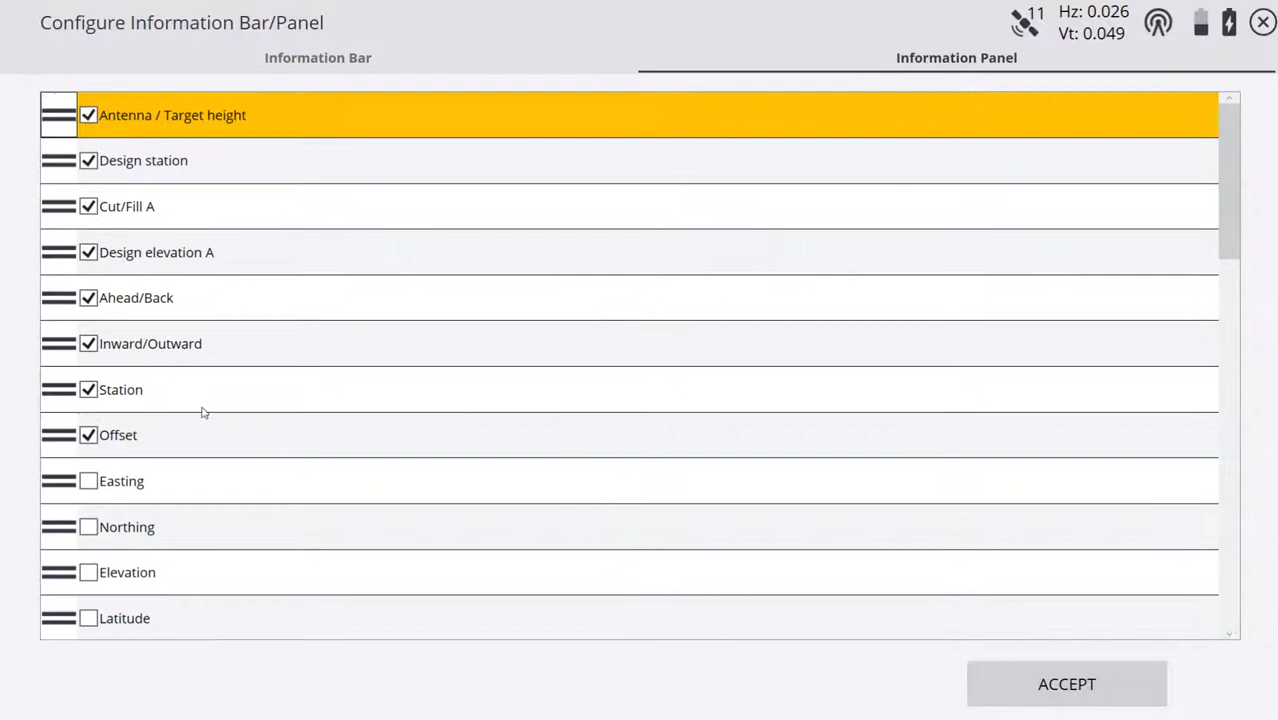 Configure Information Bar/Panel
11
Hz: 0.026
Vt: 0.049
Information Bar
Information Panel
Antenna / Target height
Design station
Cut/Fill A
Design elevation A
Ahead/Back
Inward/Outward
Station
Offset
Easting
Northing
Elevation
Latitude
ACCEPT